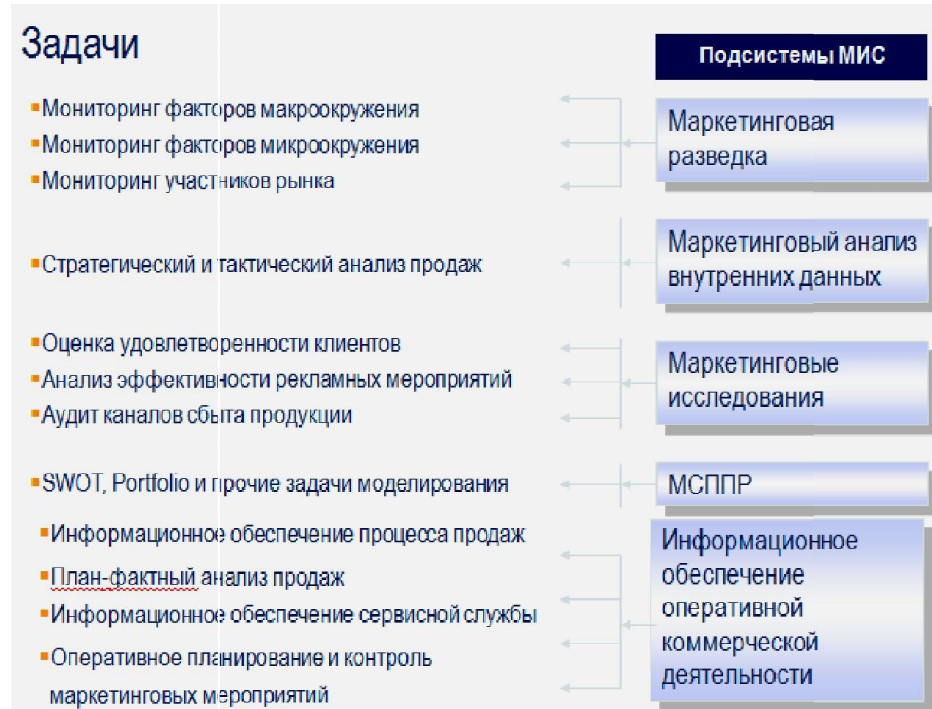 Задачи
Подсистемы МИС
▪Мониторинг факторов макроокружения
▪Мониторинг факторов микроокружения
▪Мониторинг участников рынка
Маркетинговая
разведка
▪Стратегический и тактический анализ продаж
Маркетинговый анализ
внутренних данных
▪Оценка удовлетворенности клиентов
▪Анализ эффективности рекламных мероприятий
▪Аудит каналов сбыта продукции
Маркетинговые
исследования
▪SWOT, Portfolio и прочие задачи моделирования
МСППР
▪Информационное обеспечение процесса продаж
▪План-фактный анализ продаж
▪Информационное обеспечение сервисной службы
▪Оперативное планирование и контроль
маркетинговых мероприятий
Информационное
обеспечение
оперативной
коммерческой
деятельности